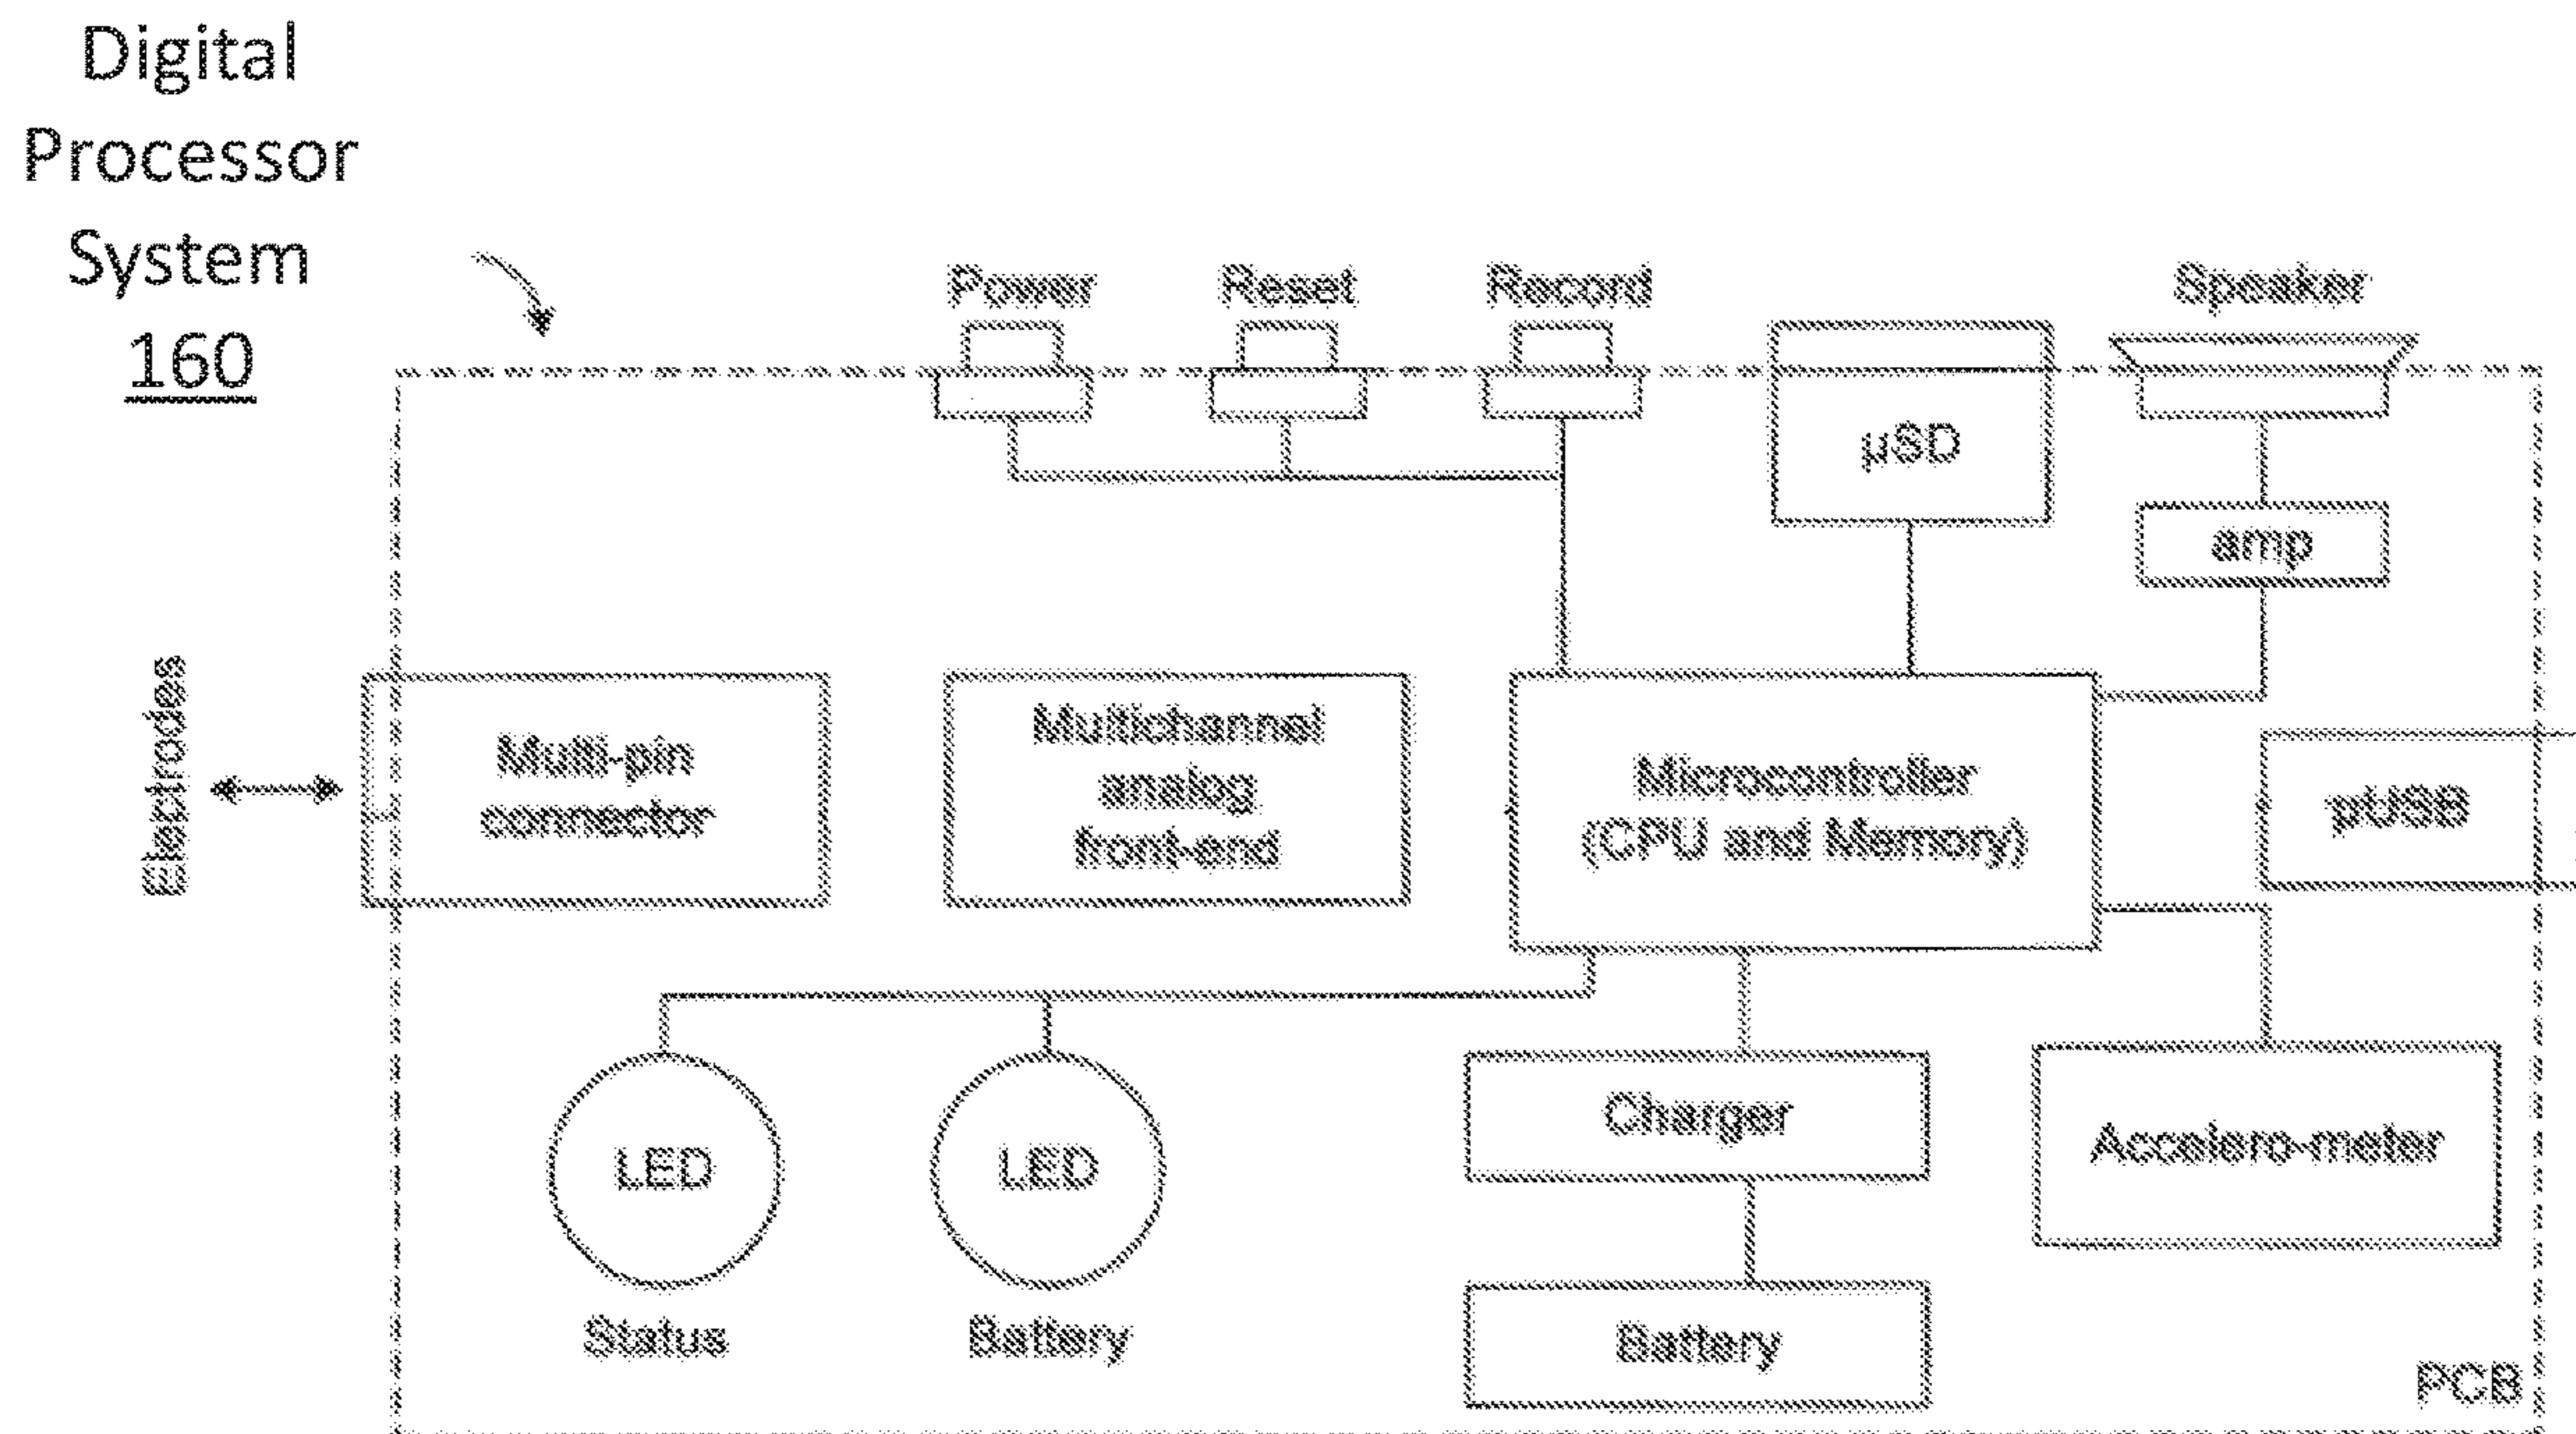 Digital
Processor
System
160
Power
Reset
Record
Speaker
µSD
amp
Electrodes
Multi-pin
connector
Multichannel
analog
front-end
Microcontroller
(CPU and Memory)
µUSB
LED
LED
Charger
Accelero-meter
Status
Battery
Battery
PCB